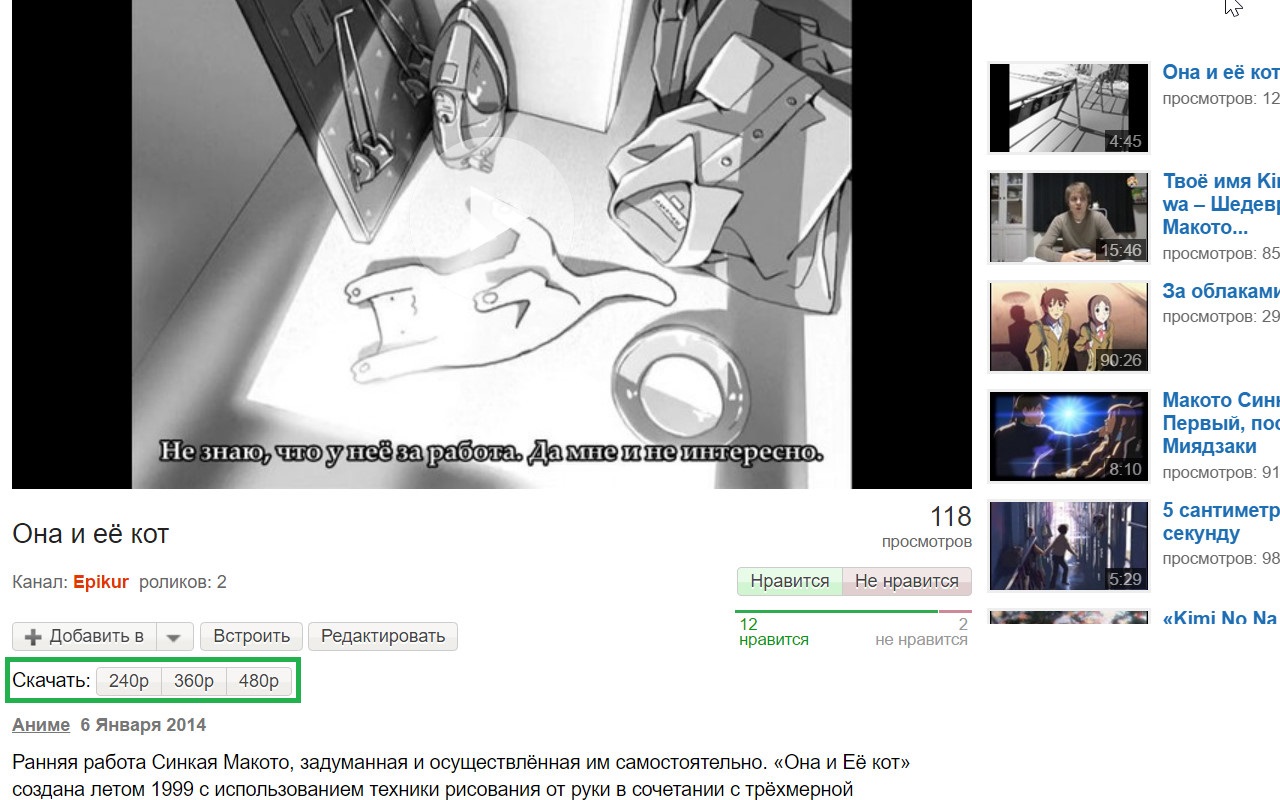 Не знаю, что у неё за работа. Да мне и не интересно.
Она и её кот
118
просмотров
Канал: Epikur роликов: 2
Нравится Не нравится
12
нравится
2
не нравится
Добавить в Встроить Редактировать
Скачать: 240p 360p 480p
Аниме 6 Января 2014
Ранняя работа Синкая Макото, задуманная и осуществлённая им самостоятельно. «Она и Её кот»
создана летом 1999 с использованием техники рисования от руки в сочетании с трёхмерной
4:45
Она и её кот
просмотров: 12
15:46
Твоё имя Ki
wa – Шедев
Макото...
просмотров: 85
90:26
За облаками
просмотров: 29
8:10
Макото Син
Первый, пос
Миядзаки
просмотров: 91
5:29
5 сантиметр
секунду
просмотров: 98
«Kimi No Na